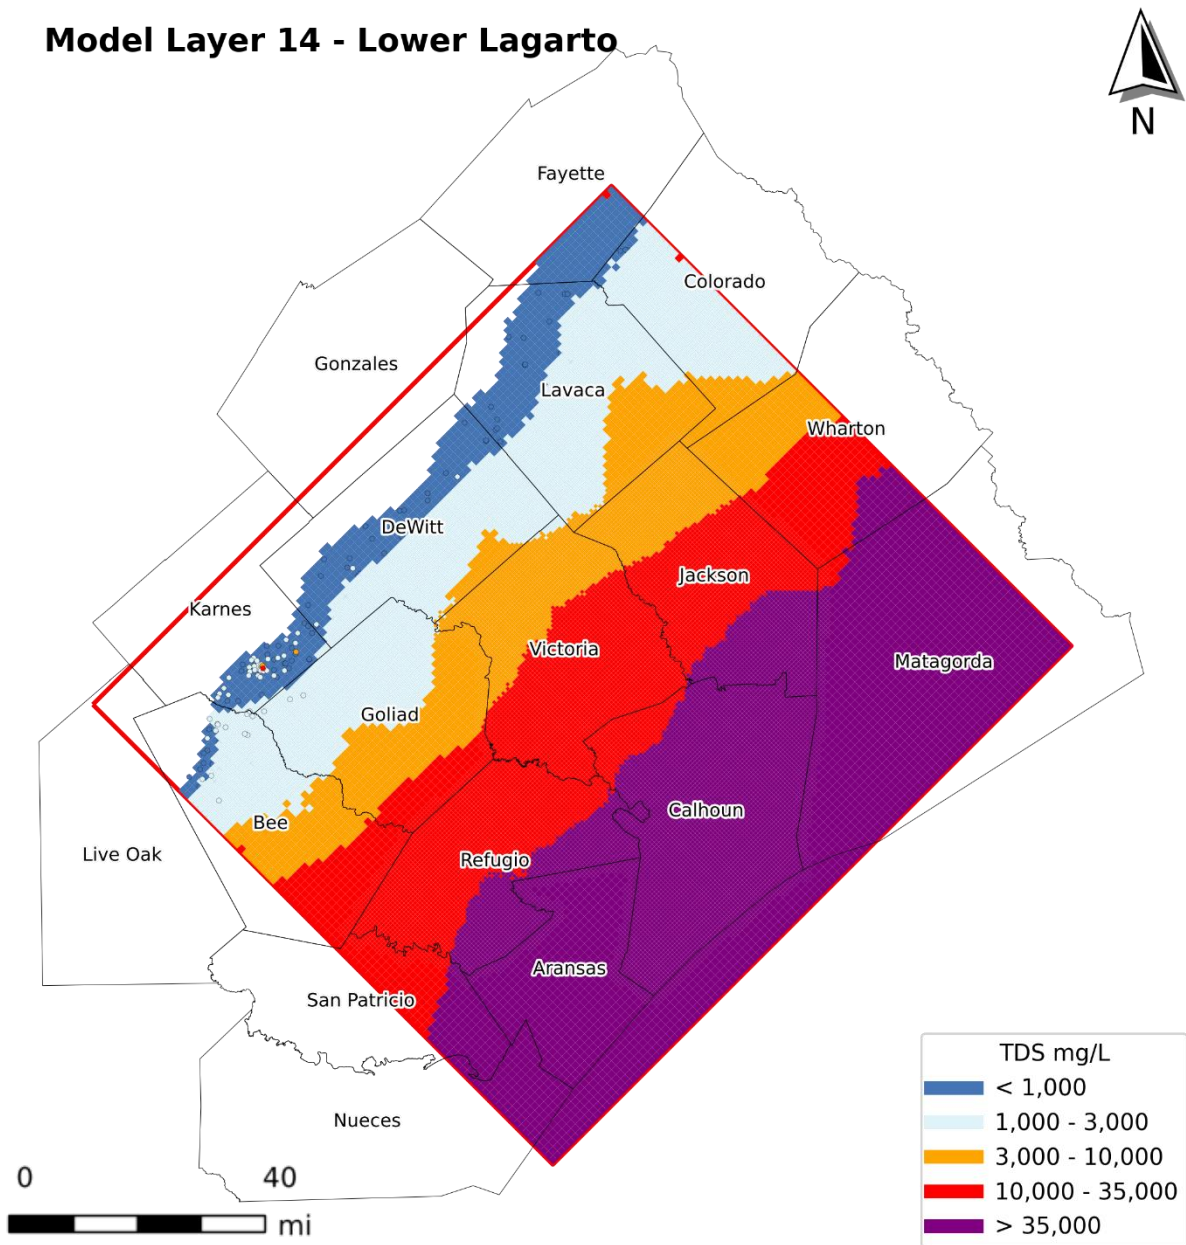 Model Layer 14 - Lower Lagarto
N
Fayette
Colorado
Gonzales
Lavaca
Wharton
DeWitt
Jackson
Karnes
Victoria
Matagorda
Goliad
Calhoun
Bee
Live Oak
Refugio
Aransas
San Patricio
Nueces
TDS mg/L
< 1,000
1,000 - 3,000
3,000 - 10,000
10,000 - 35,000
> 35,000
0 40
mi